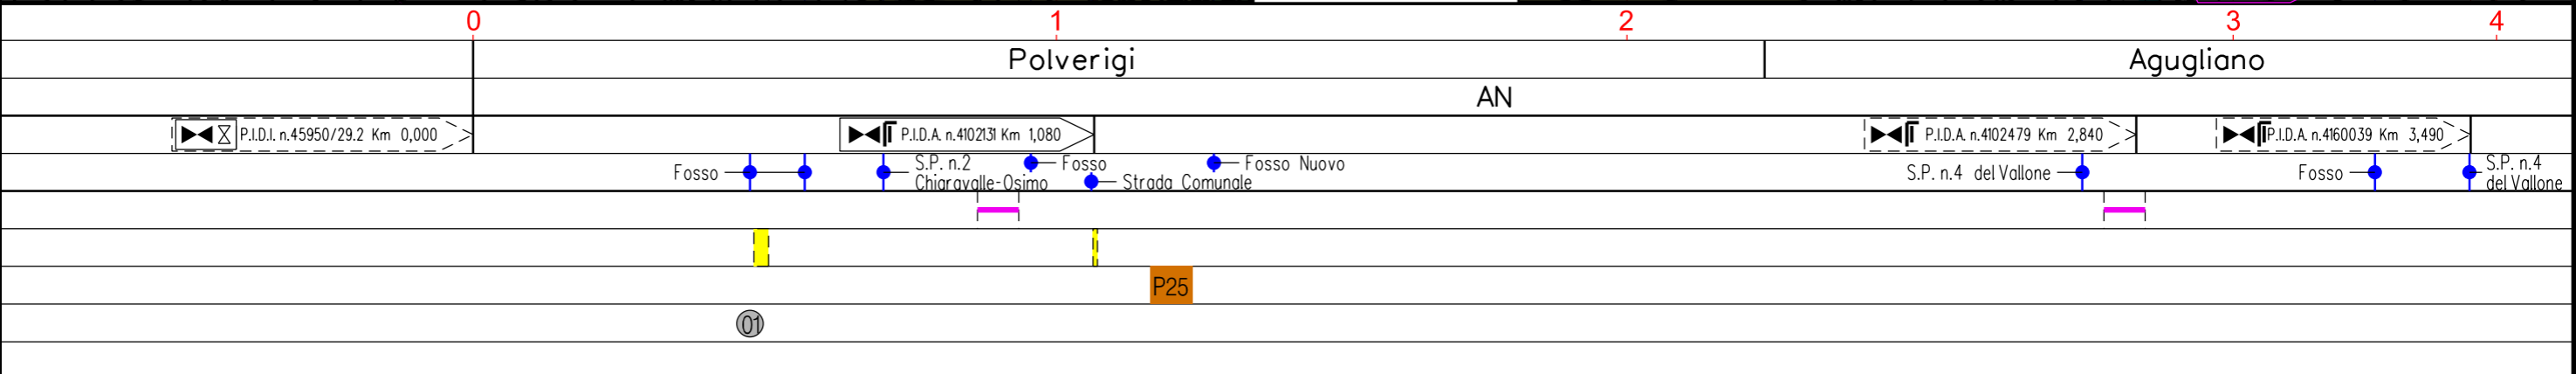 0 1 2 3 4
Polverigi Agugliano
AN
P.I.D.I. n.45950/29.2 Km 0,000 P.I.D.A. n.4102131 Km 1,080 P.I.D.A. n.4102479 Km 2,840 P.I.D.A. n.4160039 Km 3,490
Fosso
S.P. n.2
Chiaravalle-Osimo
Fosso
Strada Comunale
Fosso Nuovo
S.P. n.4 del Vallone
Fosso
S.P. n.4
del Vallone
P25
01